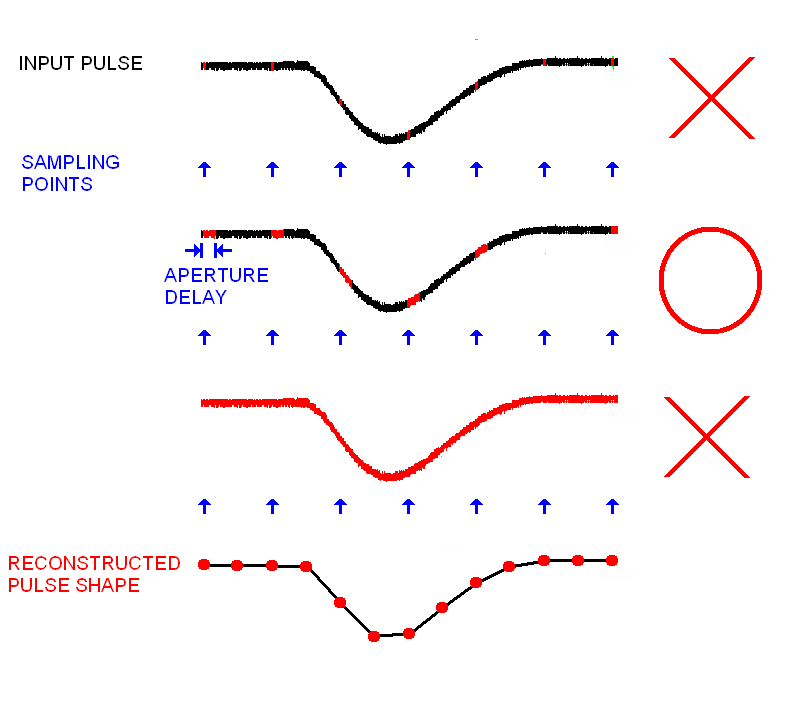 INPUT PULSE
SAMPLING
POINTS
APERTURE
DELAY
RECONSTRUCTED
PULSE SHAPE